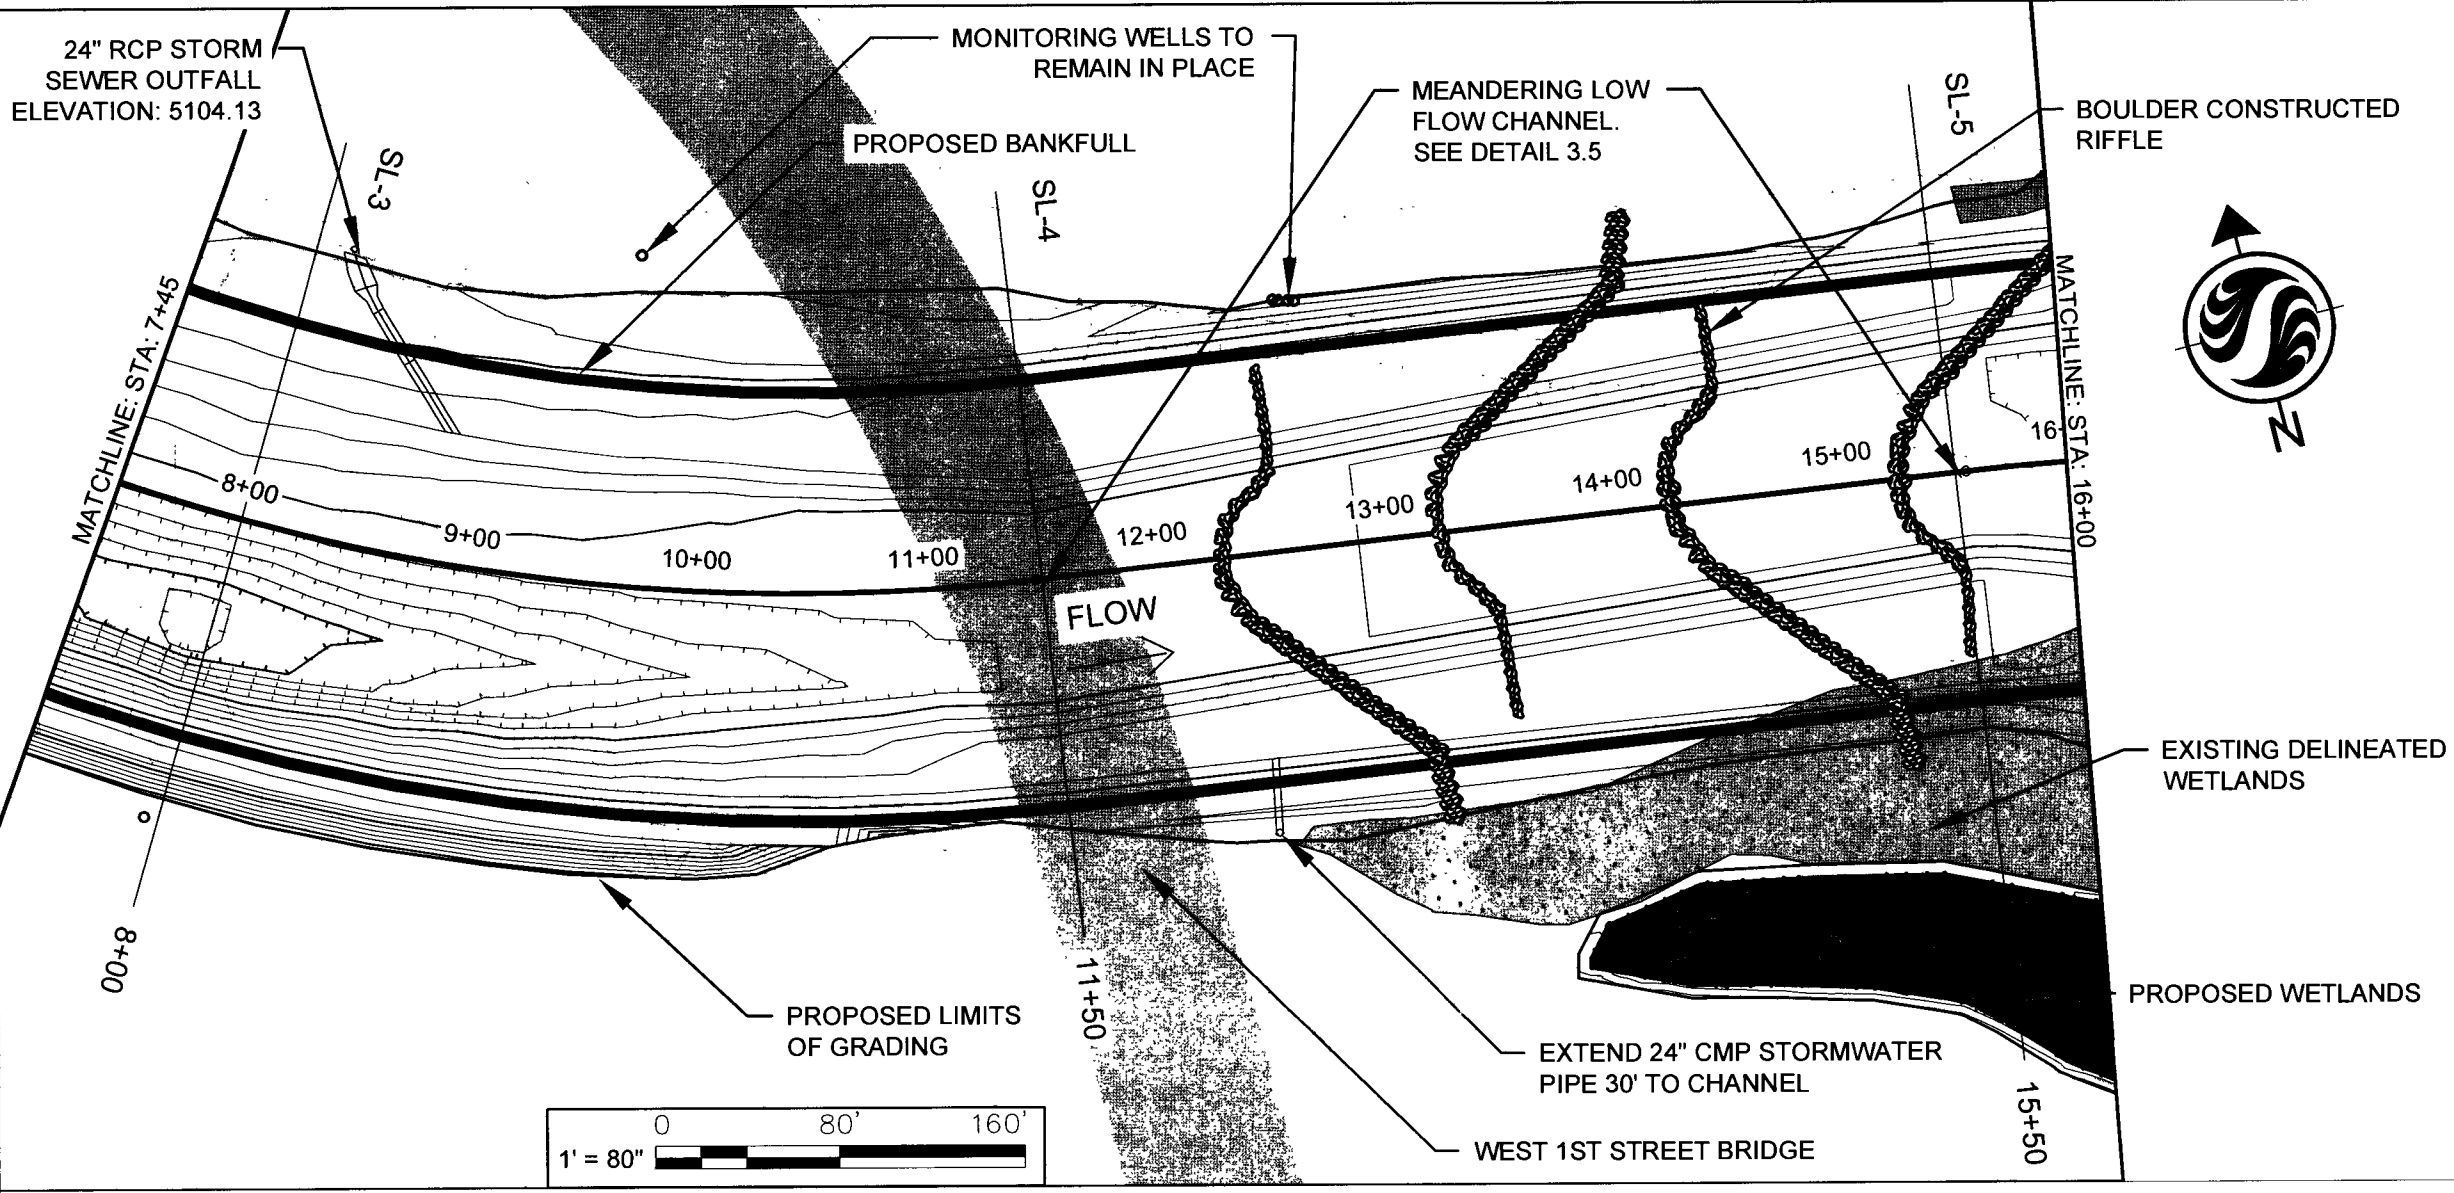 24" RCP STORM
SEWER OUTFALL
ELEVATION: 5104.13
MONITORING WELLS TO
REMAIN IN PLACE
PROPOSED BANKFULL
MEANDERING LOW
FLOW CHANNEL.
SEE DETAIL 3.5
BOULDER CONSTRUCTED
RIFFLE
SL-3
SL-4
SL-5
MATCHLINE: STA: 7+45
MATCHLINE: STA: 16+00
N
8+00
9+00
10+00
11+00
12+00
13+00
14+00
15+00
16
FLOW
EXISTING DELINEATED
WETLANDS
PROPOSED WETLANDS
8+00
11+50
15+50
PROPOSED LIMITS
OF GRADING
EXTEND 24" CMP STORMWATER
PIPE 30' TO CHANNEL
WEST 1ST STREET BRIDGE
0 80' 160'
1' = 80"